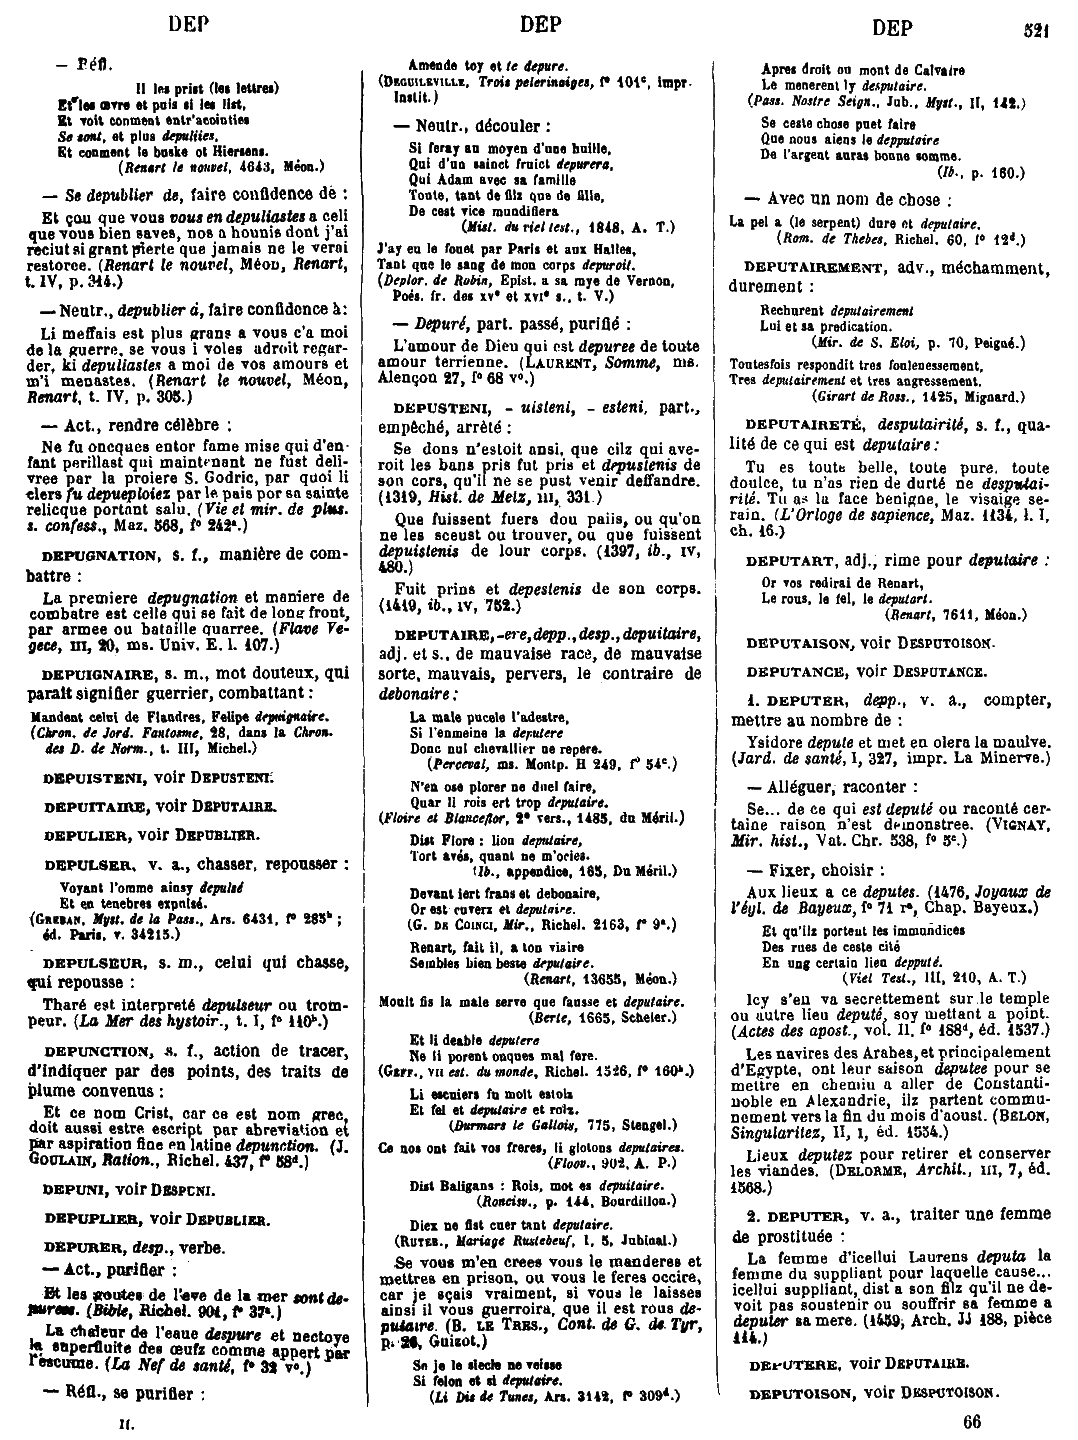 DEP
DEP
DEP
521
— Réfl.
Il les prist (les lettres)
Et les œvre et puis si les list,
Et voit conment entr'acointies
Se sont, et plus depulties,
Et conment le baske ot Hiersens.
(Renart le nouvel, 4643, Méon.)
— Se depublier de, faire confidence de :
Et çou que vous vous en depuliastes a celi
que vous bien saves, nos a hounis dont j'ai
reciut si grant pierte que jamais ne le verai
restoree. (Renart le nouvel, Méon, Renart,
t. IV, p. 344.)
— Neutr., depublier à, faire confidence à :
Li meffais est plus grans a vous c'a moi
de la guerre, se vous i voles adroit regar-
der, ki depuliastes a moi de vos amours et
m'i menastes. (Renart le nouvel, Méon,
Renart, t. IV, p. 305.)
— Act., rendre célèbre :
Ne fu oncques entor fame mise qui d'en-
fant perillast qui maintenant ne fust deli-
vree par la proiere S. Godric, par quoi li
clers fu depueploiez par le pais por sa sainte
relicque portant salu. (Vie et mir. de plus.
s. confess., Maz. 568, f° 242ª.)
DEPUGNATION, s. f., manière de com-
battre :
La premiere depugnation et maniere de
combatre est celle qui se fait de long front,
par armee ou bataille quarree. (Flave Ve-
gece, III, 20, ms. Univ. E. l. 107.)
DEPUIGNAIRE, s. m., mot douteux, qui
paraît signifier guerrier, combattant :
Mandent celui de Flandres, Felipe depuignaire.
(Chron. de Jord. Fantosme, 28, dans la Chron.
des D. de Norm., t. III, Michel.)
DEPUISTENI, voir DEPUSTENI.
DEPUITAIRE, voir DEPUTAIRE.
DEPULIER, voir DEPUBLIER.
DEPULSER, v. a., chasser, repousser :
Voyant l'omme ainsy depulsé
Et en tenebres expulsé.
(GREBAN, Myst. de la Pass., Ars. 6431, f° 285ᵇ ;
éd. Paris, v. 34215.)
DEPULSEUR, s. m., celui qui chasse,
qui repousse :
Tharé est interpreté depulseur ou trom-
peur. (La Mer des hystoir., t. I, f° 110ᵇ.)
DEPUNCTION, s. f., action de tracer,
d'indiquer par des points, des traits de
plume convenus :
Et ce nom Crist, car ce est nom grec,
doit aussi estre escript par abreviation et
par aspiration fine en latine depunction. (J.
GOULAIN, Ration., Richel. 437, f° 58ᵈ.)
DEPUNI, voir DESPUNI.
DEPUPLIER, voir DEPUBLIER.
DEPURER, desp., verbe.
— Act., purifier :
Et les goutes de l'eve de la mer sont de-
purees. (Bible, Richel. 901, f° 37ª.)
La chaleur de l'eaue despure et nectoye
la superfluite des œufz comme appert par
l'escume. (La Nef de santé, f° 32 v°.)
— Réfl., se purifier :
II.
Amende toy et te depure.
(DEGUILEVILLE, Trois pelerinaiges, f° 101ᶜ, impr.
Instit.)
— Neutr., découler :
Si feray au moyen d'une huille,
Qui d'un sainct fruict depurera,
Qui Adam avec sa famille
Toute, tant de filz que de fille,
De cest vice mundifiera
(Mist. du viel test., 1848, A. T.)
J'ay eu le fouet par Paris et aux Halles,
Tant que le sang de mon corps depuroit.
(Deplor. de Robin, Epist. a sa mye de Vernon,
Poés. fr. des xvᵉ et xviᵉ s., t. V.)
— Depuré, part. passé, purifié :
L'amour de Dieu qui est depuree de toute
amour terrienne. (LAURENT, Somme, ms.
Alençon 27, f° 68 v°.)
DEPUSTENI, - uisteni, - esteni, part.,
empêché, arrêté :
Se dons n'estoit ansi, que cilz qui ave-
roit les bans pris fut pris et depustenis de
son cors, qu'il ne se pust venir deffandre.
(1319, Hist. de Metz, III, 331.)
Que fuissent fuers dou paiis, ou qu'on
ne les sceust ou trouver, ou que fuissent
depuistenis de lour corps. (1397, ib., IV,
480.)
Fuit prins et depestenis de son corps.
(1419, ib., IV, 752.)
DEPUTAIRE, -ere, depp., desp., depuitaire,
adj. et s., de mauvaise race, de mauvaise
sorte, mauvais, pervers, le contraire de
debonaire :
La male pucele l'adestre,
Si l'enmeine la deputere
Donc nul chevallier ne repere.
(Perceval, ms. Montp. H 249, f° 54ᶜ.)
N'en ose plorer ne duel faire,
Quar li rois ert trop deputaire.
(Floire et Blanceflor, 2ᵉ vers., 1485, du Méril.)
Dist Flore : lion deputaire,
Tort avés, quant ne m'ocies.
(Ib., appendice, 165, Du Méril.)
Devant iert frans et debonaire,
Or est cuverz et deputaire.
(G. DE COINCI, Mir., Richel. 2163, f° 9ª.)
Renart, fait il, a ton viaire
Sembles bien beste deputaire.
(Renart, 13655, Méon.)
Moult fis la male serve que fausse et deputaire.
(Berte, 1665, Scheler.)
Et li deable deputere
Ne li porent onques mal fere.
(GEFF., VII est. du monde, Richel. 1526, f° 160ᵇ.)
Li escuiers fu molt estols
Et fel et deputaire et rolz.
(Durmars le Gallois, 775, Stengel.)
Ce nos ont fait vos freres, li glotons deputaires.
(Floov., 902, A. P.)
Dist Baligans : Rois, mot es depuitaire.
(Roncisv., p. 144, Bourdillon.)
Diex ne fist cuer tant deputaire.
(RUTEB., Mariage Rustebeuf, I, 5, Jubinal.)
Se vous m'en crees vous le manderes et
mettres en prison, ou vous le feres occire,
car je sçais vraiment, si vous le laisses
ainsi il vous guerroira, que il est rous de-
putaire. (B. LE TRES., Cont. de G. de Tyr,
p. 26, Guizot.)
Se je le siecle ne veisse
Si felon et si deputaire.
(Li Dis de Tunes, Ars. 3142, f° 309ᵈ.)
Apres droit ou mont de Calvaire
Le menerent ly desputaire.
(Pass. Nostre Seign., Jub., Myst., II, 142.)
Se ceste chose puet faire
Que nous aiens le depputaire
De l'argent auras bonne somme.
(Ib., p. 160.)
— Avec un nom de chose :
La pel a (le serpent) dure et deputaire.
(Rom. de Thebes, Richel. 60, f° 12ᵈ.)
DEPUTAIREMENT, adv., méchamment,
durement :
Rechurent deputairement
Lui et sa predication.
(Mir. de S. Eloi, p. 70, Peigné.)
Toutesfois respondit tres foulenessement,
Tres deputairement et tres angressement.
(Girart de Ross., 1425, Mignard.)
DEPUTAIRETÉ, desputairité, s. f., qua-
lité de ce qui est deputaire :
Tu es toute belle, toute pure, toute
doulce, tu n'as rien de durté ne desputai-
rité. Tu as la face benigne, le visaige se-
rain. (L'Orloge de sapience, Maz. 1134, l. I,
ch. 16.)
DEPUTART, adj., rime pour deputaire :
Or vos redirai de Renart,
Le rous, le fel, le deputart.
(Renart, 7611, Méon.)
DEPUTAISON, voir DESPUTOISON.
DEPUTANCE, voir DESPUTANCE.
1. DEPUTER, depp., v. a., compter,
mettre au nombre de :
Ysidore depute et met en olera la maulve.
(Jard. de santé, I, 327, impr. La Minerve.)
— Alléguer, raconter :
Se... de ce qui est deputé ou raconté cer-
taine raison n'est demonstree. (VIGNAY,
Mir. hist., Vat. Chr. 538, f° 5ᶜ.)
— Fixer, choisir :
Aux lieux a ce deputes. (1476, Joyaux de
l'égl. de Bayeux, f° 71 r°, Chap. Bayeux.)
Et qu'ilz portent les immundices
Des rues de ceste cité
En ung certain lieu depputé.
(Viel Test., III, 210, A. T.)
Icy s'en va secrettement sur le temple
ou autre lieu deputé, soy mettant a point.
(Actes des apost., vol. II, f° 188ᵈ, éd. 1537.)
Les navires des Arabes, et principalement
d'Egypte, ont leur saison deputee pour se
mettre en chemin a aller de Constanti-
noble en Alexandrie, ilz partent commu-
nement vers la fin du mois d'aoust. (BELON,
Singularitez, II, I, éd. 1554.)
Lieux deputez pour retirer et conserver
les viandes. (DELORME, Archit., III, 7, éd.
1568.)
2. DEPUTER, v. a., traiter une femme
de prostituée :
La femme d'icellui Laurens deputa la
femme du suppliant pour laquelle cause...
icellui suppliant, dist a son filz qu'il ne de-
voit pas soustenir ou souffrir sa femme a
deputer sa mere. (1459, Arch. JJ 188, pièce
114.)
DEPUTERE, voir DEPUTAIRE.
DEPUTOISON, voir DESPUTOISON.
66